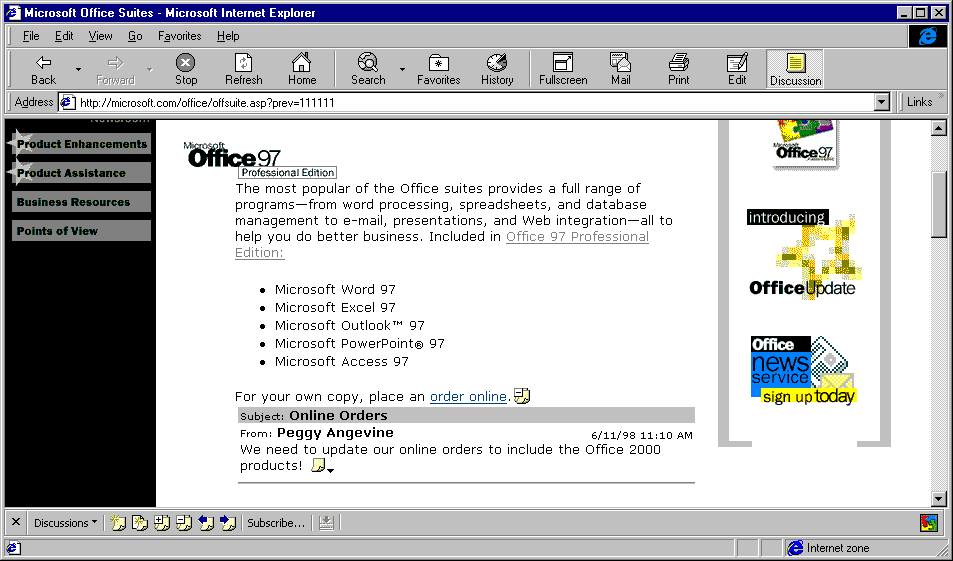 Microsoft Office Suites - Microsoft Internet Explorer
File Edit View Go Favorites Help
Back Forward Stop Refresh Home Search Favorites History Fullscreen Mail Print Edit Discussion
Address http://microsoft.com/office/offsuite.asp?prev=111111 Links
Newsroom
Product Enhancements
Product Assistance
Business Resources
Points of View
Microsoft
Office 97
Professional Edition
The most popular of the Office suites provides a full range of
programs—from word processing, spreadsheets, and database
management to e-mail, presentations, and Web integration—all to
help you do better business. Included in Office 97 Professional
Edition:
• Microsoft Word 97
• Microsoft Excel 97
• Microsoft Outlook™ 97
• Microsoft PowerPoint® 97
• Microsoft Access 97
For your own copy, place an order online.
Subject: Online Orders
From: Peggy Angevine 6/11/98 11:10 AM
We need to update our online orders to include the Office 2000
products!
Microsoft
Office 97
introducing
OfficeUpdate
Office
news
service
sign up today
Discussions Subscribe...
Internet zone